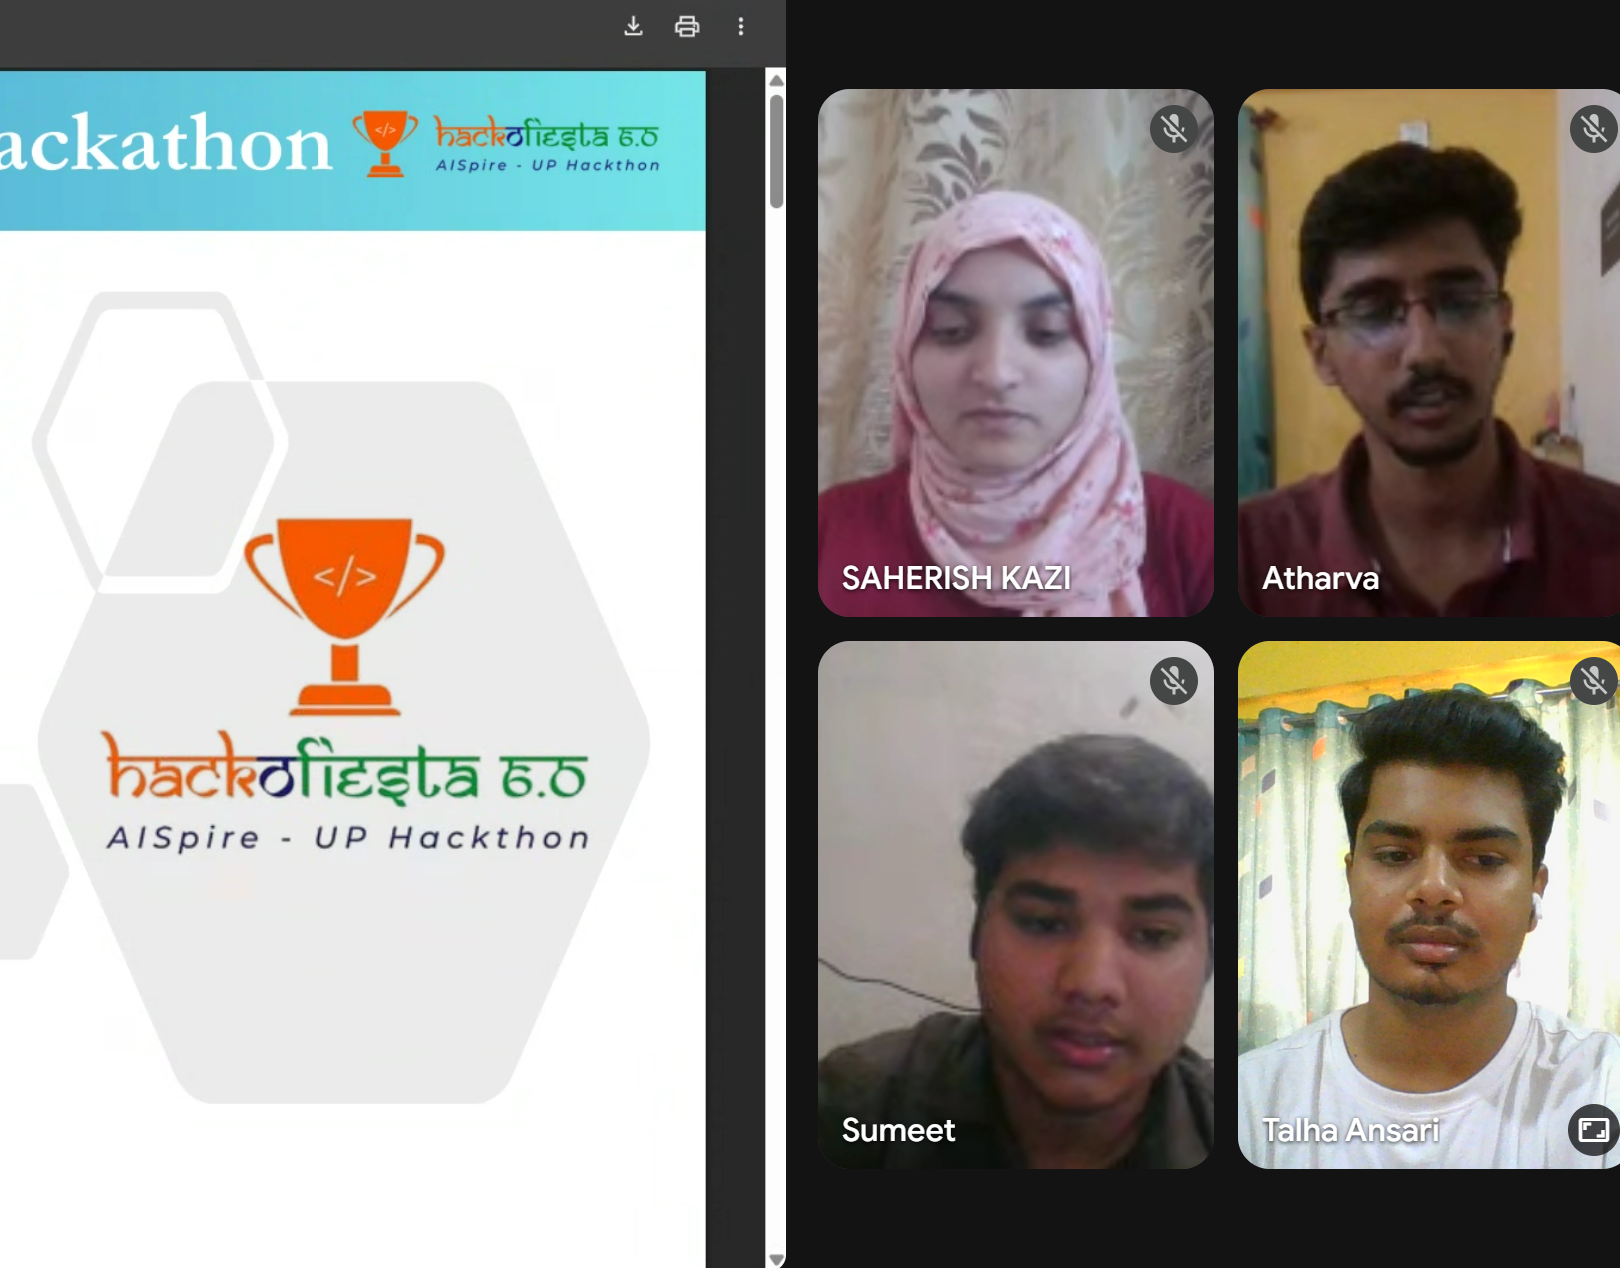 ackathon
</>
hackofiesta 6.0
AISpire - UP Hackthon
</>
hackofiesta 6.0
AISpire - UP Hackthon
SAHERISH KAZI
Atharva
Sumeet
Talha Ansari